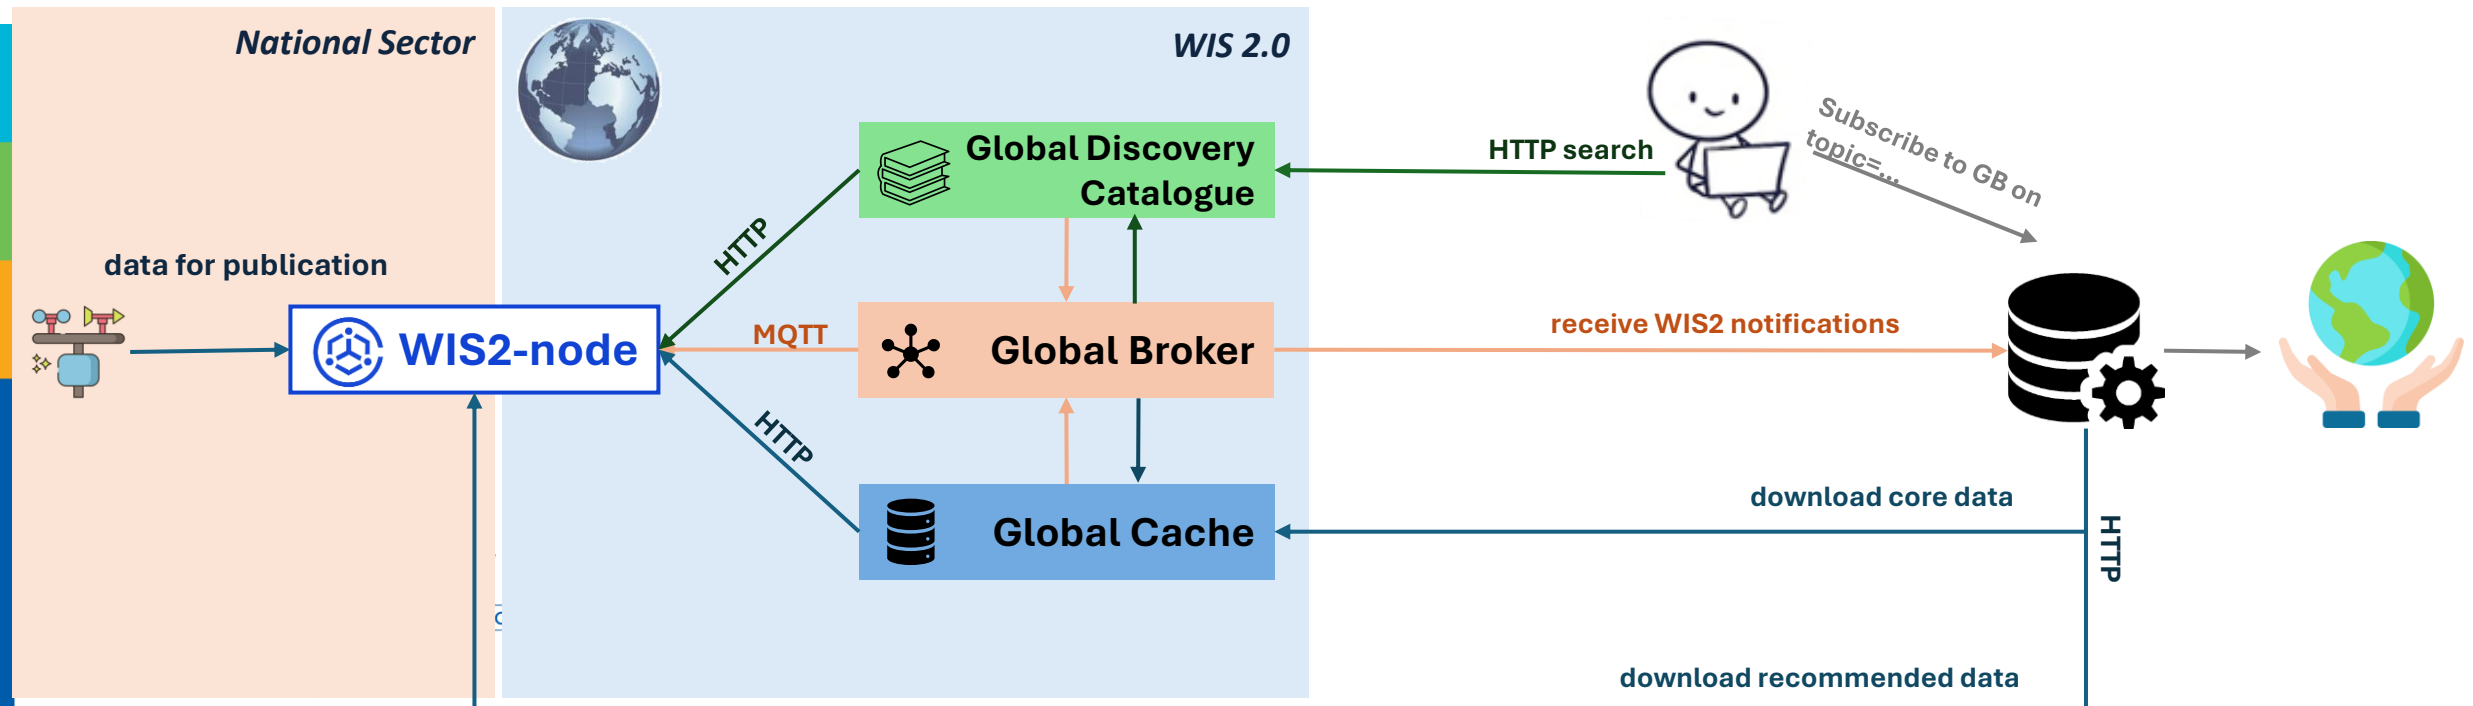 National Sector
WIS 2.0
Global Discovery
Catalogue
HTTP search
Subscribe to GB on
topic=...
HTTP
data for publication
WIS2-node
MQTT
Global Broker
receive WIS2 notifications
HTTP
Global Cache
download core data
HTTP
download recommended data